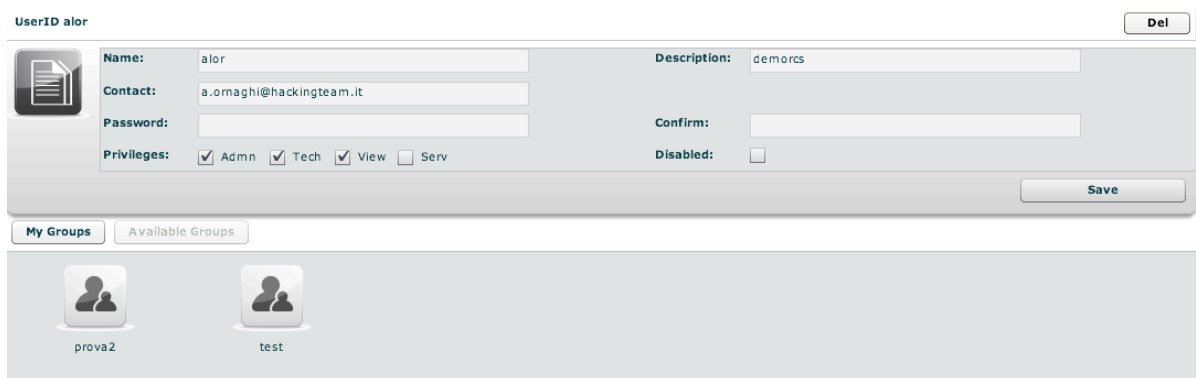 UserID alor Del
Name: alor Description: demorcs
Contact: a.ornaghi@hackingteam.it
Password: Confirm:
Privileges: Admn Tech View Serv Disabled:
Save
My Groups Available Groups
prova2 test